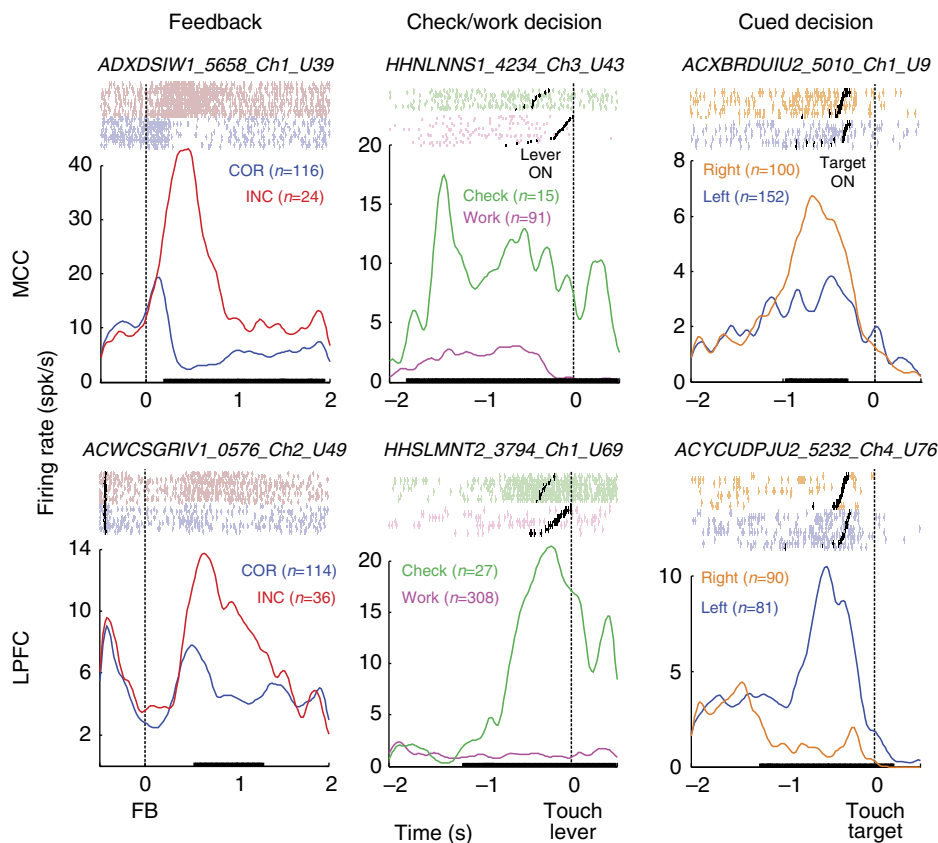 Feedback
Check/work decision
Cued decision
ADXDSIW1_5658_Ch1_U39
HHNLNNS1_4234_Ch3_U43
ACXBRDUIU2_5010_Ch1_U9
MCC
Firing rate (spk/s)
40
30
20
10
0
COR (n=116)
INC (n=24)
0
1
2
20
15
10
5
0
Lever
ON
Check (n=15)
Work (n=91)
−2
−1
0
8
6
4
2
0
Right (n=100)
Left (n=152)
Target
ON
−2
−1
0
ACWCSGRIV1_0576_Ch2_U49
HHSLMNT2_3794_Ch1_U69
ACYCUDPJU2_5232_Ch4_U76
LPFC
14
10
6
2
COR (n=114)
INC (n=36)
0
1
2
FB
20
15
10
5
0
Check (n=27)
Work (n=308)
−2
−1
0
Time (s)
Touch
lever
10
5
0
Right (n=90)
Left (n=81)
−2
−1
0
Touch
target